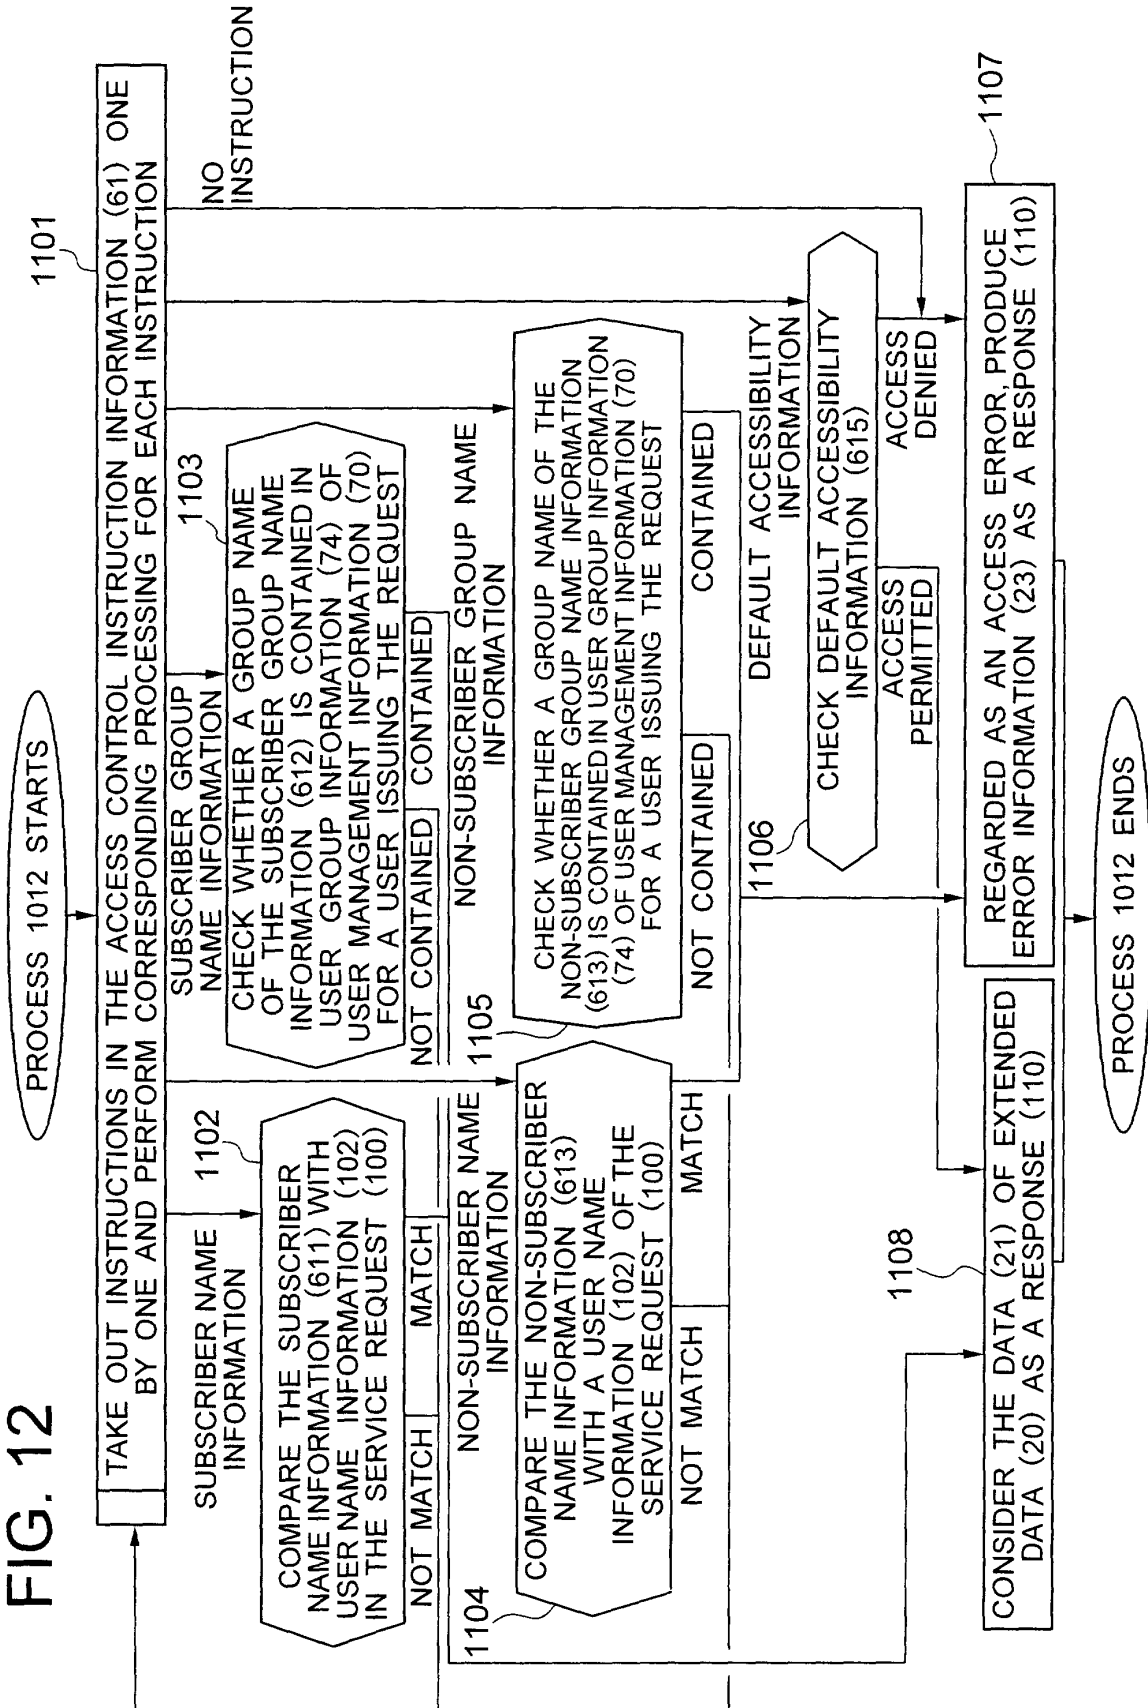 FIG. 12
PROCESS 1012 STARTS
1101
TAKE OUT INSTRUCTIONS IN THE ACCESS CONTROL INSTRUCTION INFORMATION (61) ONE
BY ONE AND PERFORM CORRESPONDING PROCESSING FOR EACH INSTRUCTION
SUBSCRIBER NAME
INFORMATION
1102
COMPARE THE SUBSCRIBER
NAME INFORMATION (611) WITH
USER NAME INFORMATION (102)
IN THE SERVICE REQUEST (100)
NOT MATCH
MATCH
SUBSCRIBER GROUP
NAME INFORMATION
1103
CHECK WHETHER A GROUP NAME
OF THE SUBSCRIBER GROUP NAME
INFORMATION (612) IS CONTAINED IN
USER GROUP INFORMATION (74) OF
USER MANAGEMENT INFORMATION (70)
FOR A USER ISSUING THE REQUEST
NOT CONTAINED
CONTAINED
NO
INSTRUCTION
NON-SUBSCRIBER NAME
INFORMATION
1104
COMPARE THE NON-SUBSCRIBER
NAME INFORMATION (613)
WITH A USER NAME
INFORMATION (102) OF THE
SERVICE REQUEST (100)
NOT MATCH
MATCH
NON-SUBSCRIBER GROUP NAME
INFORMATION
1105
CHECK WHETHER A GROUP NAME OF THE
NON-SUBSCRIBER GROUP NAME INFORMATION
(613) IS CONTAINED IN USER GROUP INFORMATION
(74) OF USER MANAGEMENT INFORMATION (70)
FOR A USER ISSUING THE REQUEST
NOT CONTAINED
CONTAINED
DEFAULT ACCESSIBILITY
INFORMATION
1106
CHECK DEFAULT ACCESSIBILITY
INFORMATION (615)
ACCESS
PERMITTED
ACCESS
DENIED
1108
CONSIDER THE DATA (21) OF EXTENDED
DATA (20) AS A RESPONSE (110)
1107
REGARDED AS AN ACCESS ERROR, PRODUCE
ERROR INFORMATION (23) AS A RESPONSE (110)
PROCESS 1012 ENDS